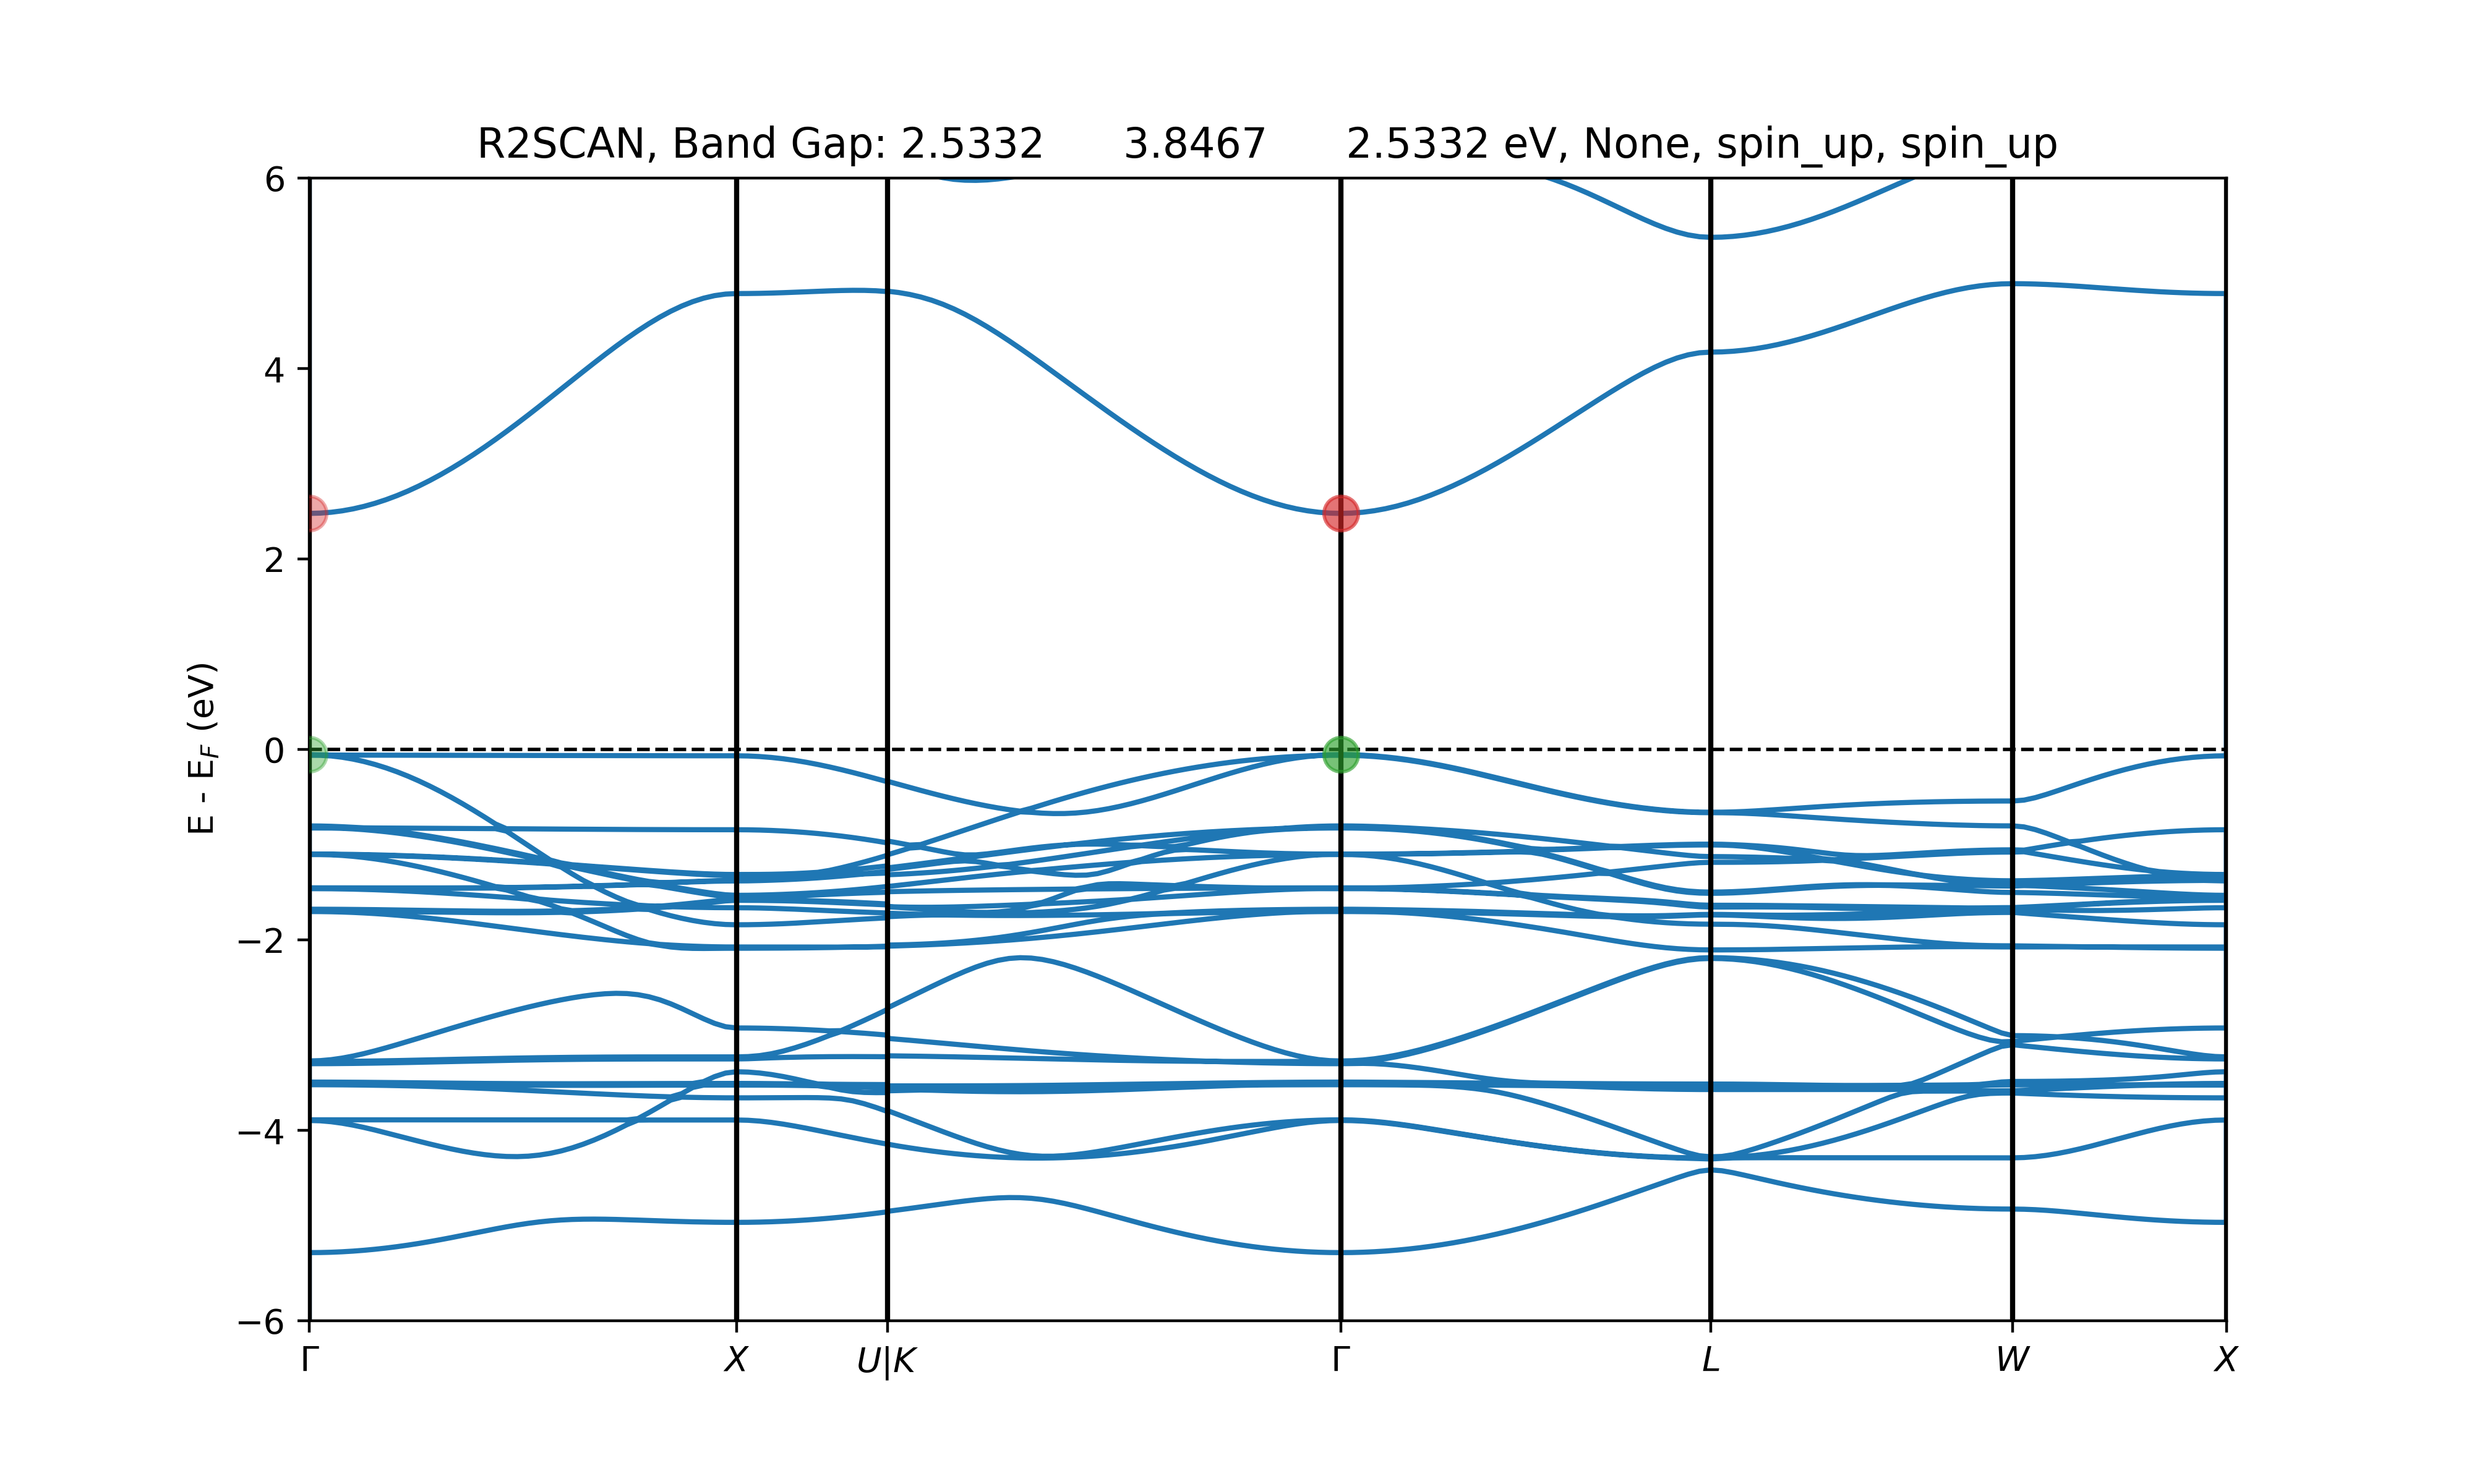 R2SCAN, Band Gap: 2.5332 3.8467 2.5332 eV, None, spin_up, spin_up
E - E_F (eV)
6
4
2
0
−2
−4
−6
Γ X U|K Γ L W X